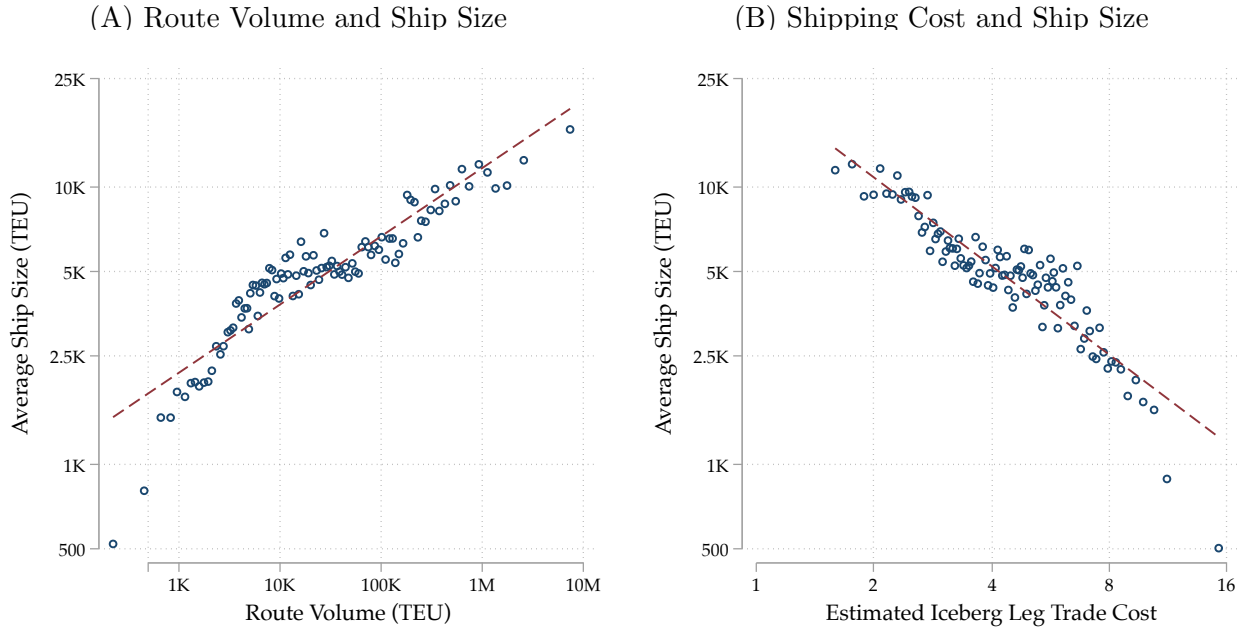 (A) Route Volume and Ship Size
25K
10K
5K
2.5K
1K
500
Average Ship Size (TEU)
1K 10K 100K 1M 10M
Route Volume (TEU)
(B) Shipping Cost and Ship Size
25K
10K
5K
2.5K
1K
500
Average Ship Size (TEU)
1 2 4 8 16
Estimated Iceberg Leg Trade Cost